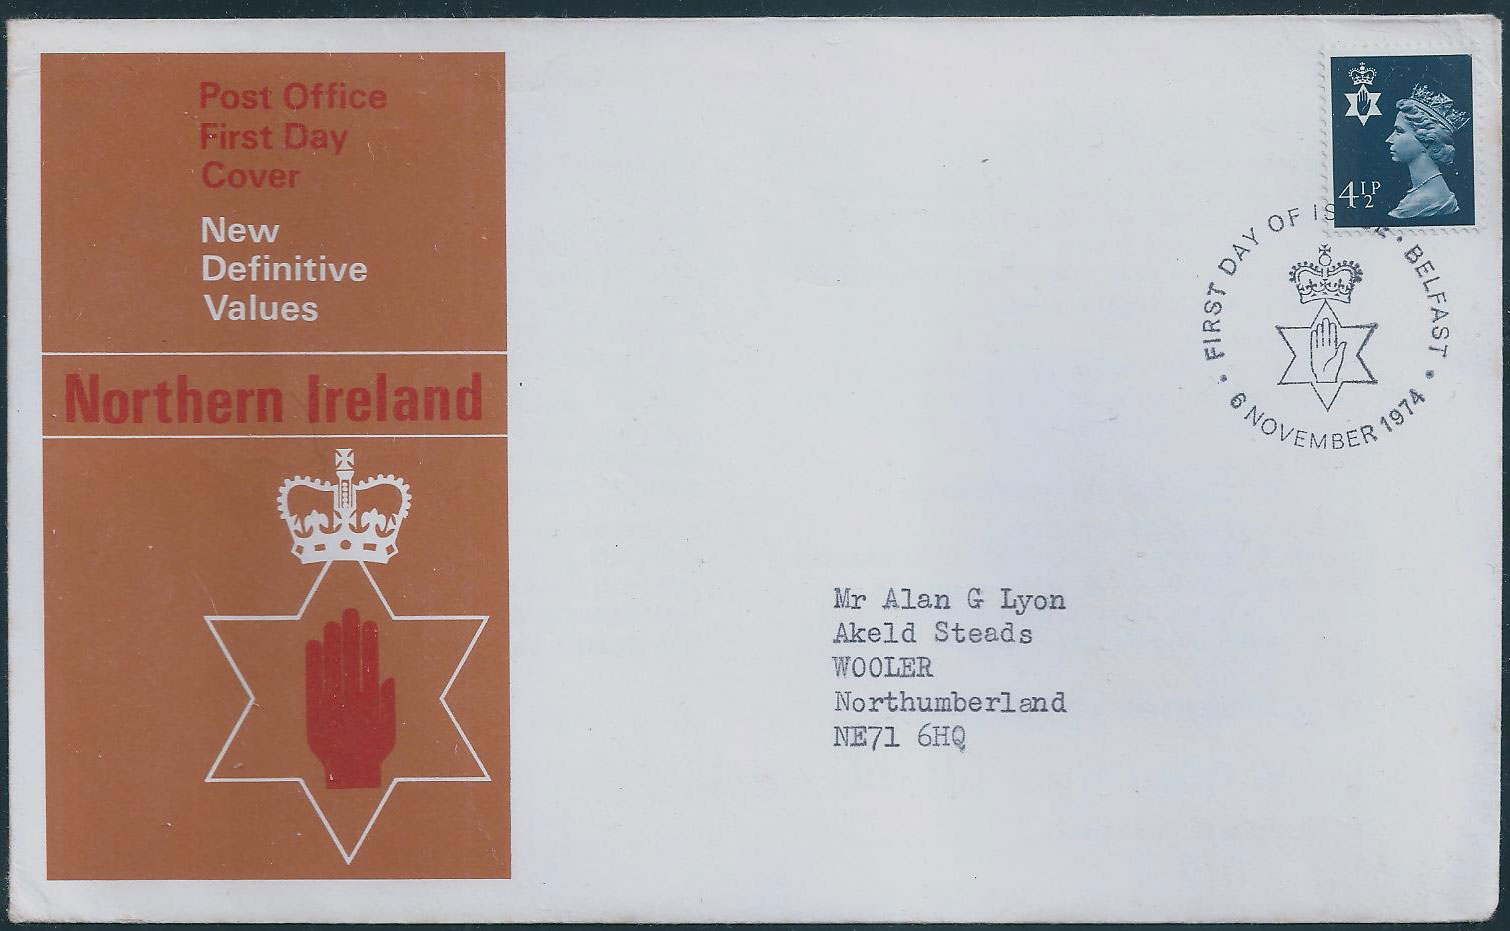 Post Office
First Day
Cover
New
Definitive
Values
Northern Ireland
4½P
FIRST DAY OF ISSUE • BELFAST •
6 NOVEMBER 1974 •
Mr Alan G Lyon
Akeld Steads
WOOLER
Northumberland
NE71 6HQ